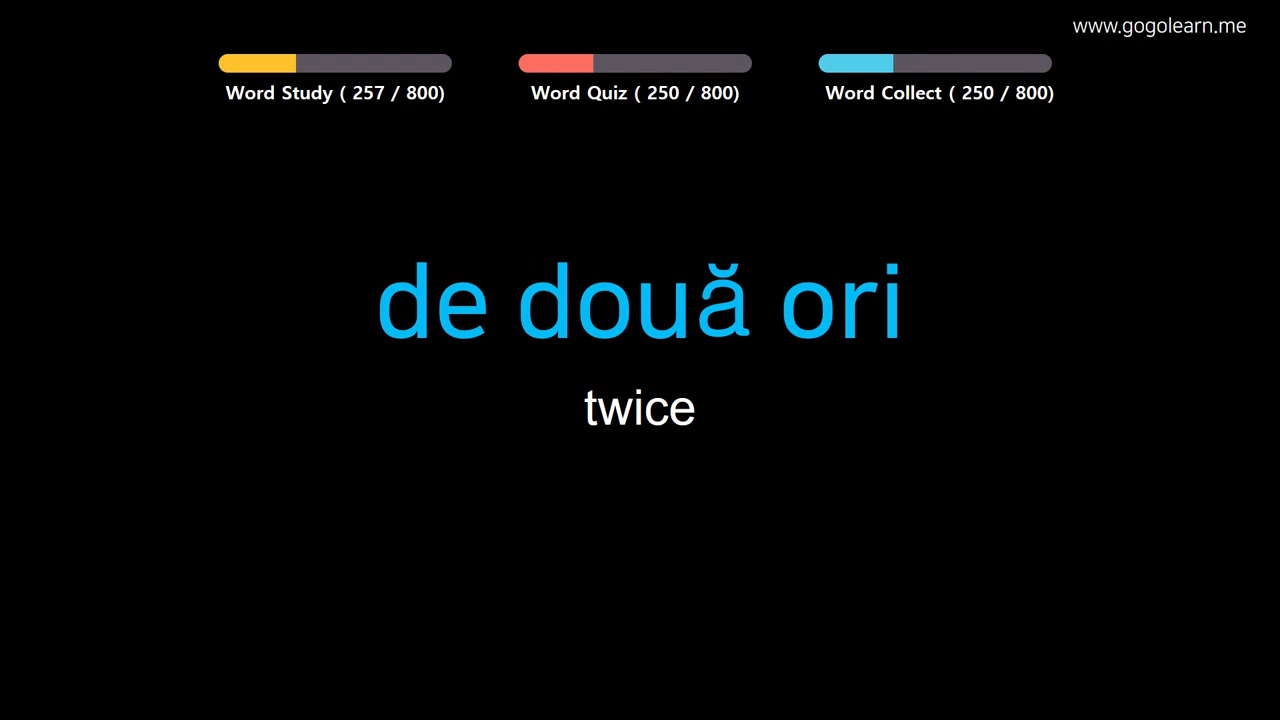 www.gogolearn.me
Word Study ( 257 / 800)
Word Quiz ( 250 / 800)
Word Collect ( 250 / 800)
de două ori
twice